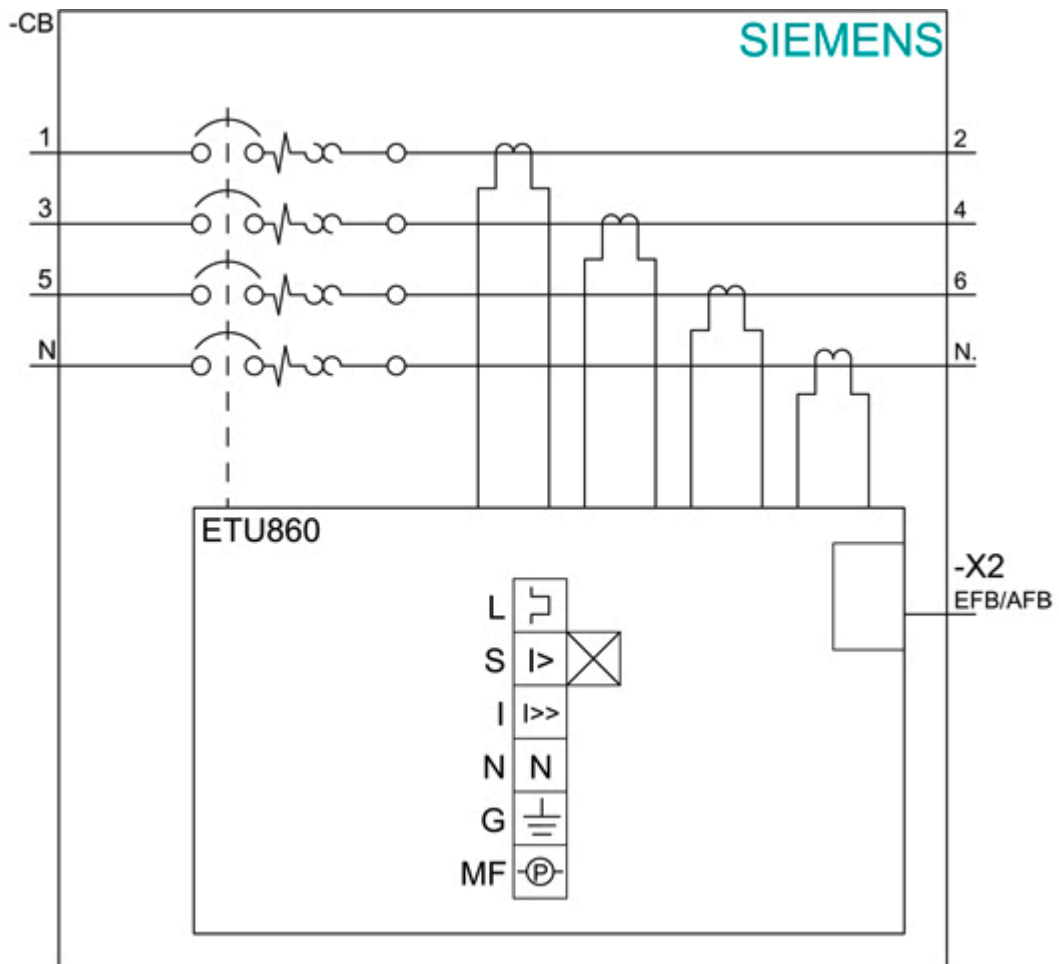 -CB
SIEMENS
1 2
3 4
5 6
N N.
ETU860
-X2
EFB/AFB
L
S I>
I I>>
N N
G
MF P